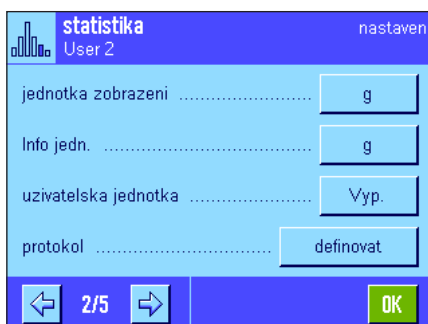 statistika nastaven
User 2
jednotka zobrazeni ........................ g
Info jedn. ........................................ g
uzivatelska jednotka ...................... Vyp.
protokol ................................ definovat
2/5 OK